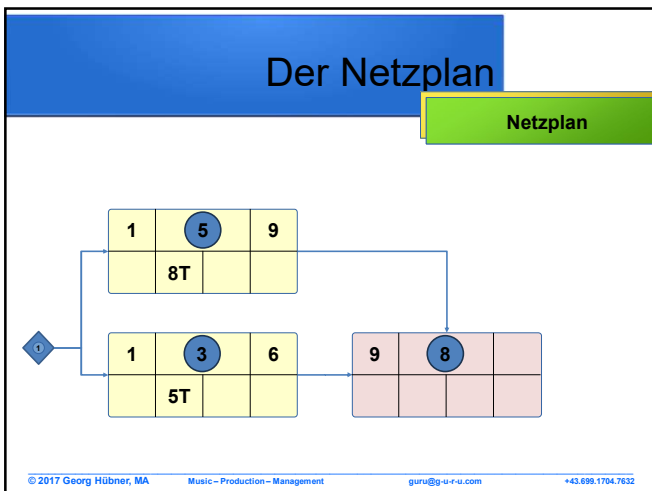 Der Netzplan
Netzplan
1 5 9
8T
1
1 3 6
5T
9 8
© 2017 Georg Hübner, MA Music – Production – Management guru@g-u-r-u.com +43.699.1704.7632